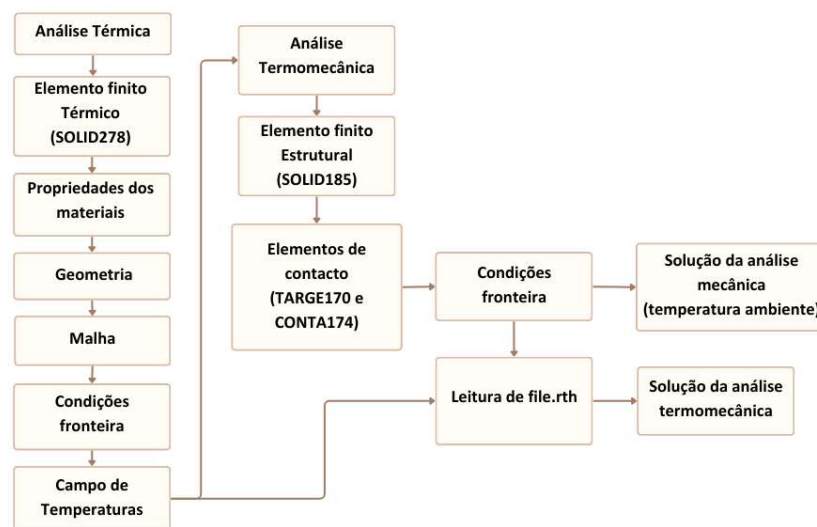 Análise Térmica
Elemento finito
Térmico
(SOLID278)
Propriedades dos
materiais
Geometria
Malha
Condições
fronteira
Campo de
Temperaturas
Análise
Termomecânica
Elemento finito
Estrutural
(SOLID185)
Elementos de
contacto
(TARGE170 e
CONTA174)
Condições
fronteira
Solução da análise
mecânica
(temperatura ambiente)
Leitura de file.rth
Solução da análise
termomecânica